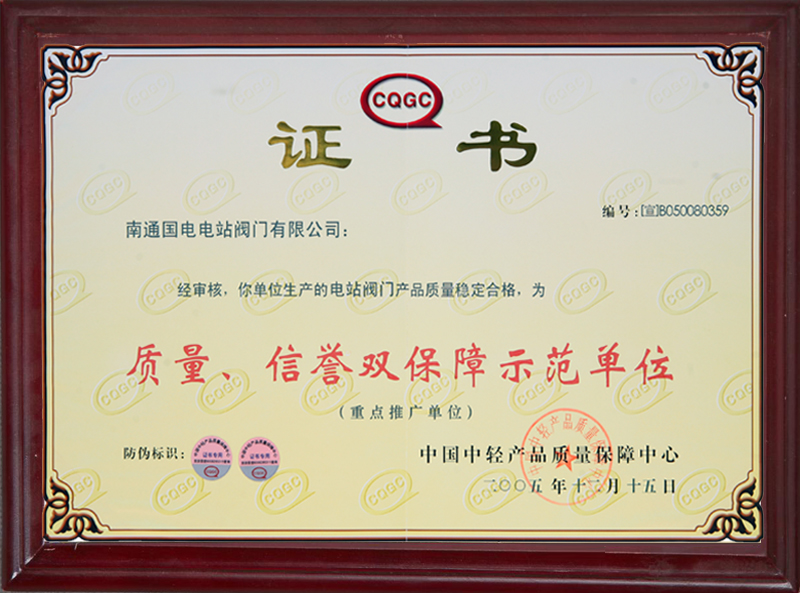 CQGC
证 书
编号:[宣]B050080359
南通国电电站阀门有限公司:
经审核,你单位生产的电站阀门产品质量稳定合格,为
质量、信誉双保障示范单位
(重点推广单位)
防伪标识:
中国中轻产品质量保障中心
二〇〇五年十二月十五日